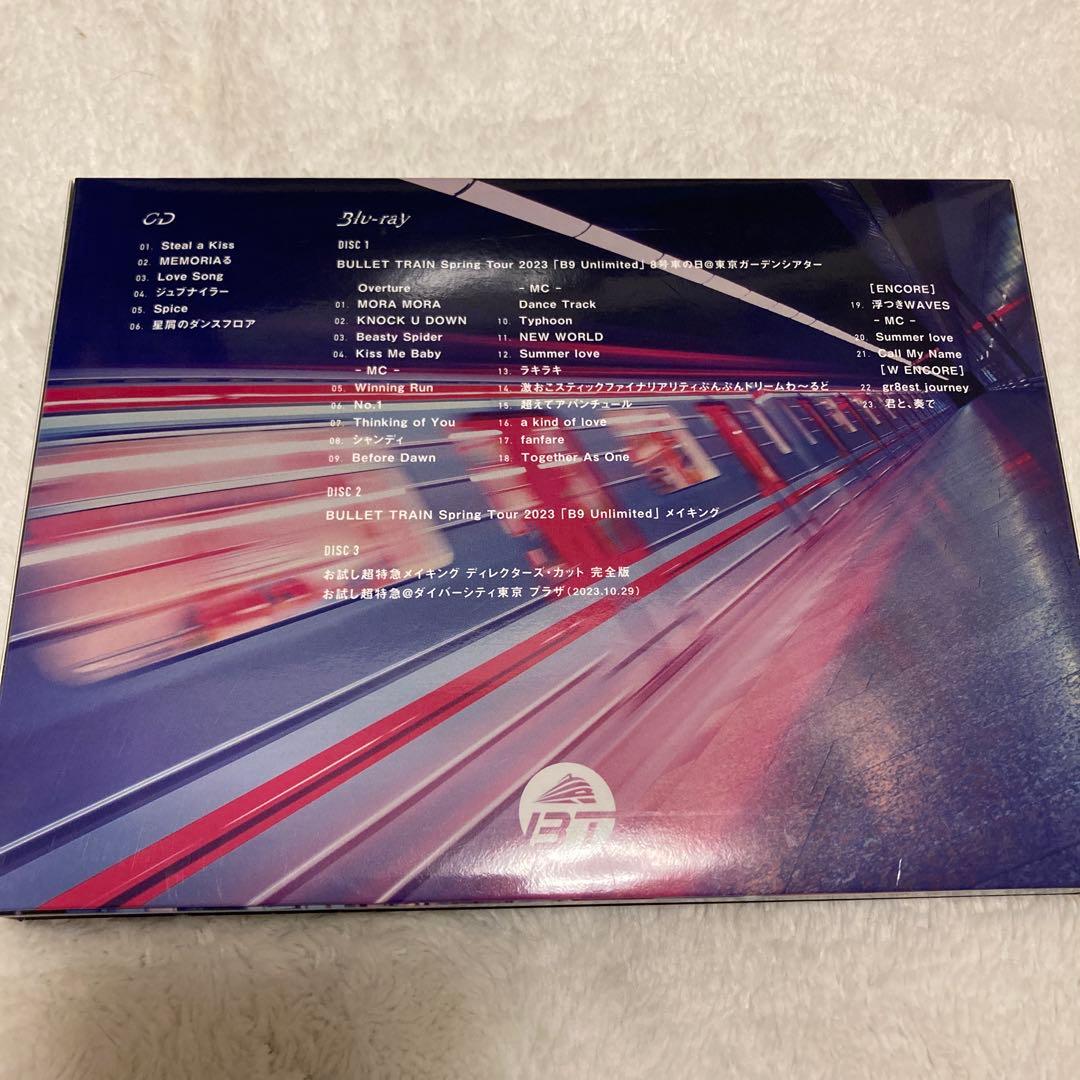 CD
01. Steal a Kiss
02. MEMORIAる
03. Love Song
04. ジュブナイラー
05. Spice
06. 星屑のダンスフロア
Blu-ray
DISC 1
BULLET TRAIN Spring Tour 2023「B9 Unlimited」8号車の日@東京ガーデンシアター
Overture
01. MORA MORA
02. KNOCK U DOWN
03. Beasty Spider
04. Kiss Me Baby
- MC -
05. Winning Run
06. No.1
07. Thinking of You
08. シャンディ
09. Before Dawn
- MC -
Dance Track
10. Typhoon
11. NEW WORLD
12. Summer love
13. ラキラキ
14. 激おこスティックファイナリアリティぷんぷんドリームわ〜るど
15. 超えてアバンチュール
16. a kind of love
17. fanfare
18. Together As One
[ENCORE]
19. 浮つきWAVES
- MC -
20. Summer love
21. Call My Name
[W ENCORE]
22. gr8est journey
23. 君と、奏で
DISC 2
BULLET TRAIN Spring Tour 2023「B9 Unlimited」メイキング
DISC 3
お試し超特急メイキング ディレクターズ・カット 完全版
お試し超特急@ダイバーシティ東京 プラザ(2023.10.29)
BT